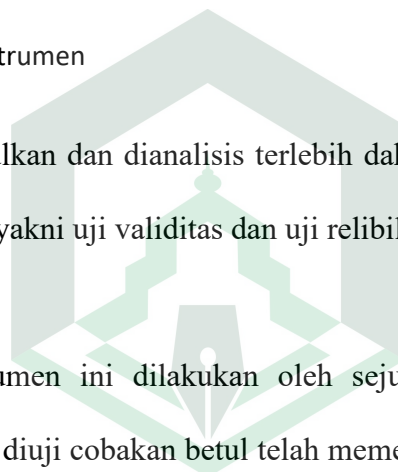 trumen
lkan dan dianalisis terlebih dal
yakni uji validitas dan uji relibil
umen ini dilakukan oleh seju
diuji cobakan betul telah meme